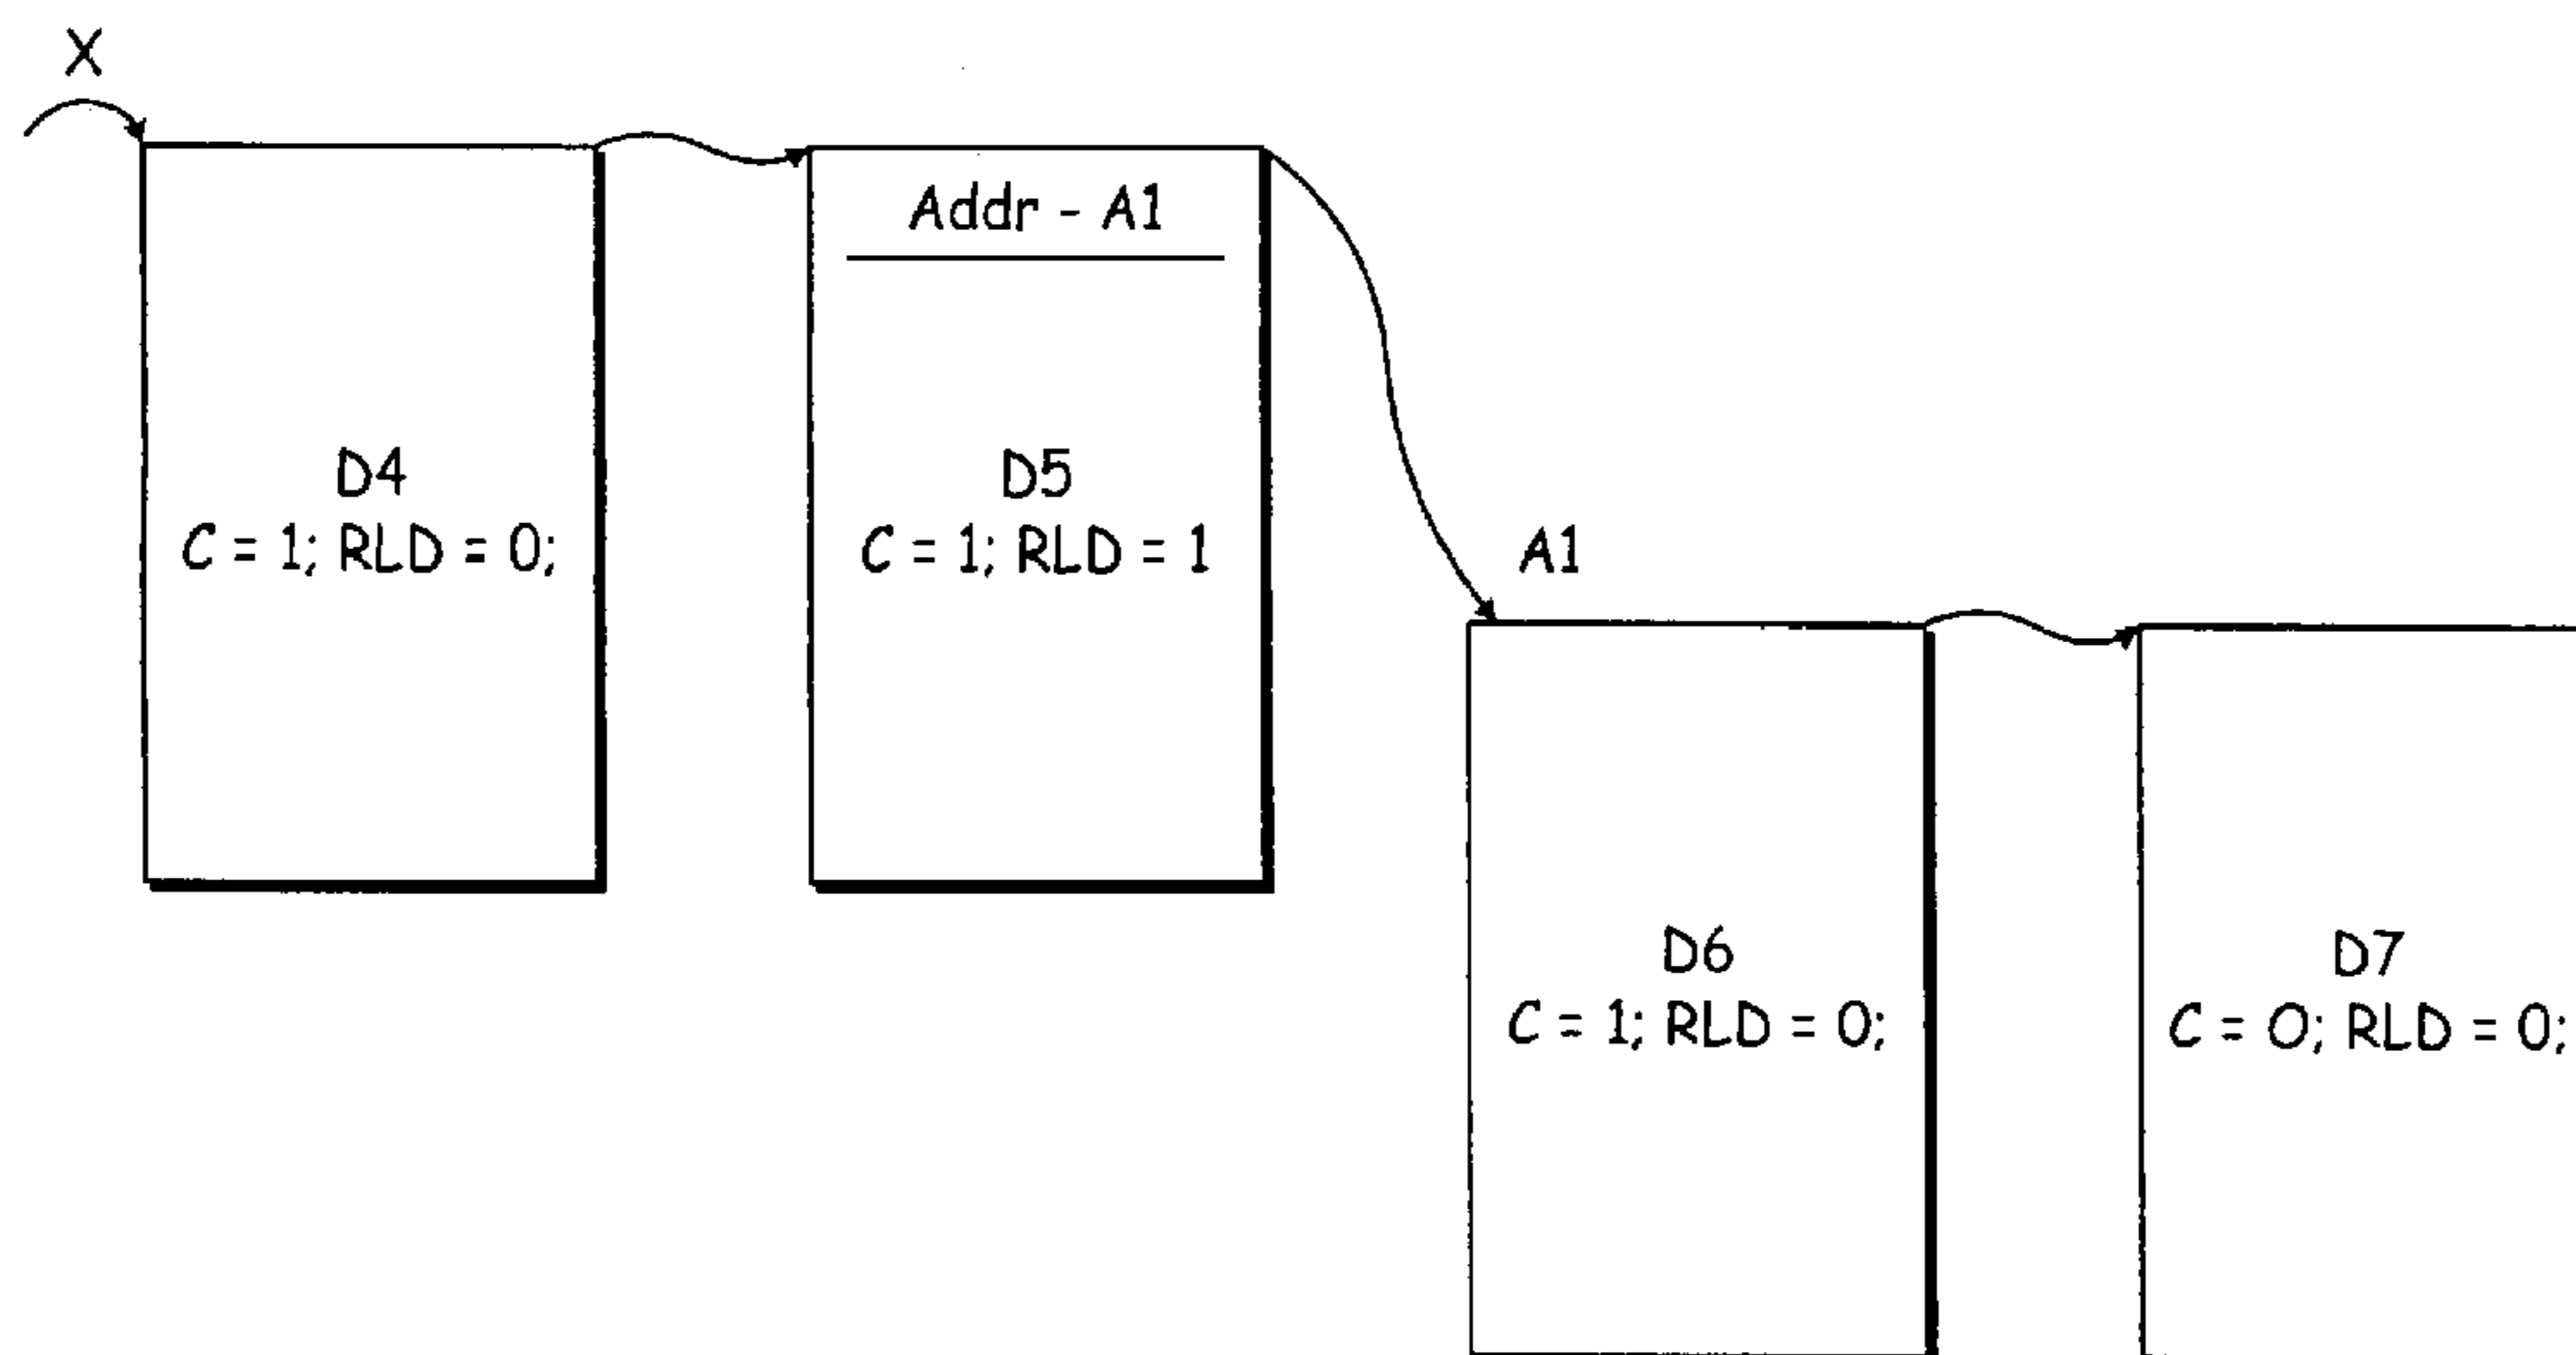 X
Addr - A1
D4
C = 1; RLD = 0;
D5
C = 1; RLD = 1
A1
D6
C = 1; RLD = 0;
D7
C = 0; RLD = 0;